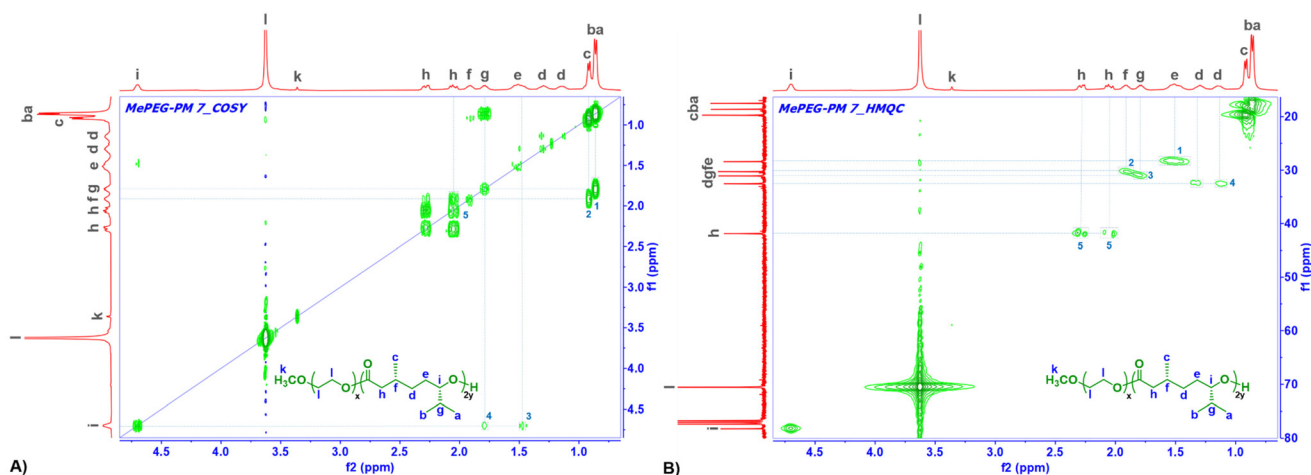 l
ba
c
i
k
h
h
f
g
e
d
d
MePEG-PM 7_COSY
ba
c
d d
e
g
f
h
h
k
l
i
1.0
1.5
2.0
2.5
3.0
3.5
4.0
4.5
f1 (ppm)
5
2
1
4
3
k
H3CO
l
l
O
x
O
h
c
f
d
e
i
g
b
a
O
H
2y
4.5 4.0 3.5 3.0 2.5 2.0 1.5 1.0
f2 (ppm)
A)
l
ba
c
i
k
h
h
f
g
e
d
d
MePEG-PM 7_HMQC
cba
dgfe
h
l
i
20
30
40
50
60
70
80
f1 (ppm)
1
2
3
4
5
5
k
H3CO
l
l
O
x
O
h
c
f
d
e
i
g
b
a
O
H
2y
4.5 4.0 3.5 3.0 2.5 2.0 1.5 1.0
f2 (ppm)
B)